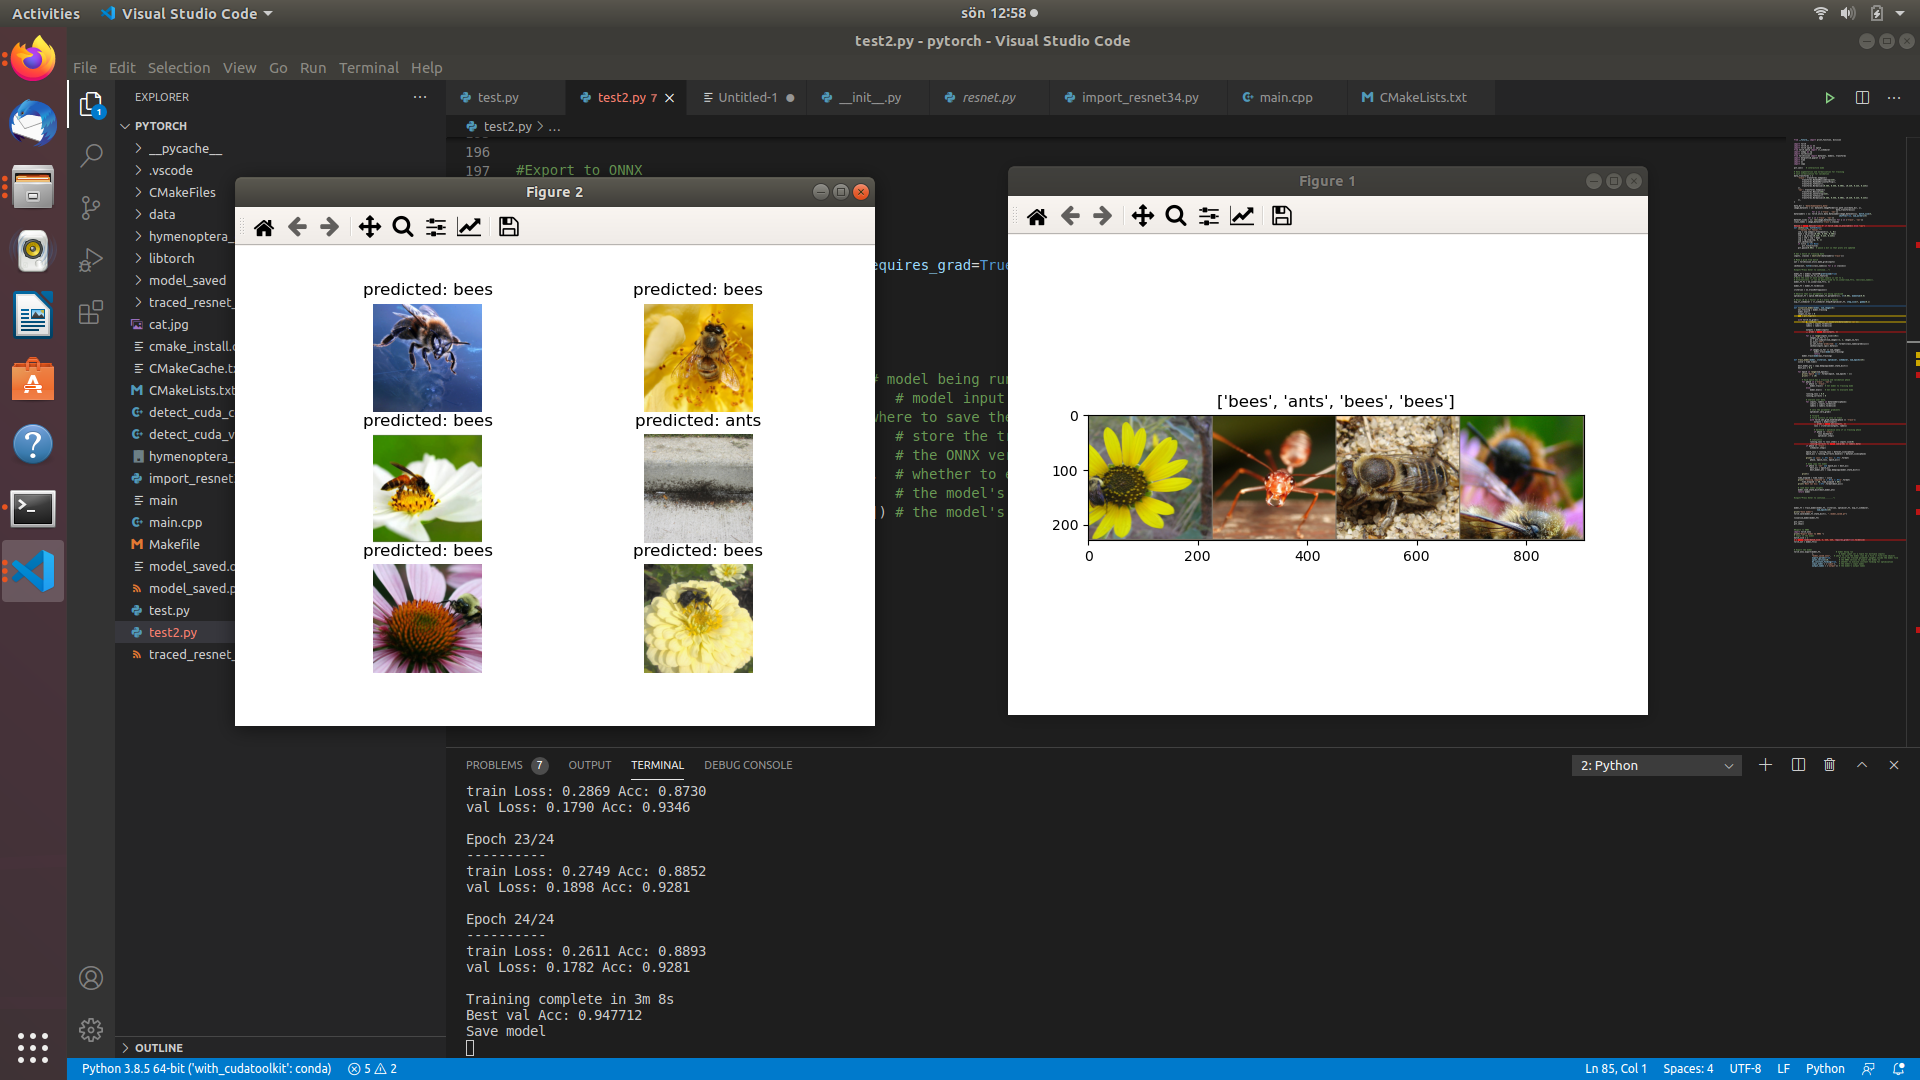 Activities
Visual Studio Code
sön 12:58
test2.py - pytorch - Visual Studio Code
File Edit Selection View Go Run Terminal Help
EXPLORER
PYTORCH
__pycache__
.vscode
CMakeFiles
data
hymenoptera_
libtorch
model_saved
traced_resnet_
cat.jpg
cmake_install.c
CMakeCache.tx
CMakeLists.txt
detect_cuda_c
detect_cuda_v
hymenoptera_
import_resnet
main
main.cpp
Makefile
model_saved.o
model_saved.p
test.py
test2.py
traced_resnet_
OUTLINE
test.py
test2.py 7
Untitled-1
__init__.py
resnet.py
import_resnet34.py
main.cpp
CMakeLists.txt
test2.py > ...
196
197 #Export to ONNX
equires_grad=True
# model being run
# model input
where to save the
# store the tr
# the ONNX ver
# whether to e
# the model's
) # the model's
Figure 2
predicted: bees
predicted: bees
predicted: bees
predicted: ants
predicted: bees
predicted: bees
Figure 1
['bees', 'ants', 'bees', 'bees']
0
100
200
0 200 400 600 800
PROBLEMS 7 OUTPUT TERMINAL DEBUG CONSOLE
2: Python
train Loss: 0.2869 Acc: 0.8730
val Loss: 0.1790 Acc: 0.9346
Epoch 23/24
----------
train Loss: 0.2749 Acc: 0.8852
val Loss: 0.1898 Acc: 0.9281
Epoch 24/24
----------
train Loss: 0.2611 Acc: 0.8893
val Loss: 0.1782 Acc: 0.9281
Training complete in 3m 8s
Best val Acc: 0.947712
Save model
Python 3.8.5 64-bit ('with_cudatoolkit': conda) 5 2
Ln 85, Col 1 Spaces: 4 UTF-8 LF Python